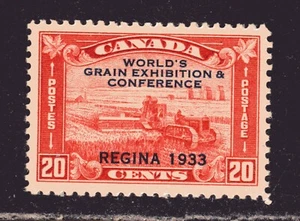 CANADA
WORLD'S
GRAIN EXHIBITION &
CONFERENCE
POSTES
POSTAGE
REGINA 1933
20 CENTS 20